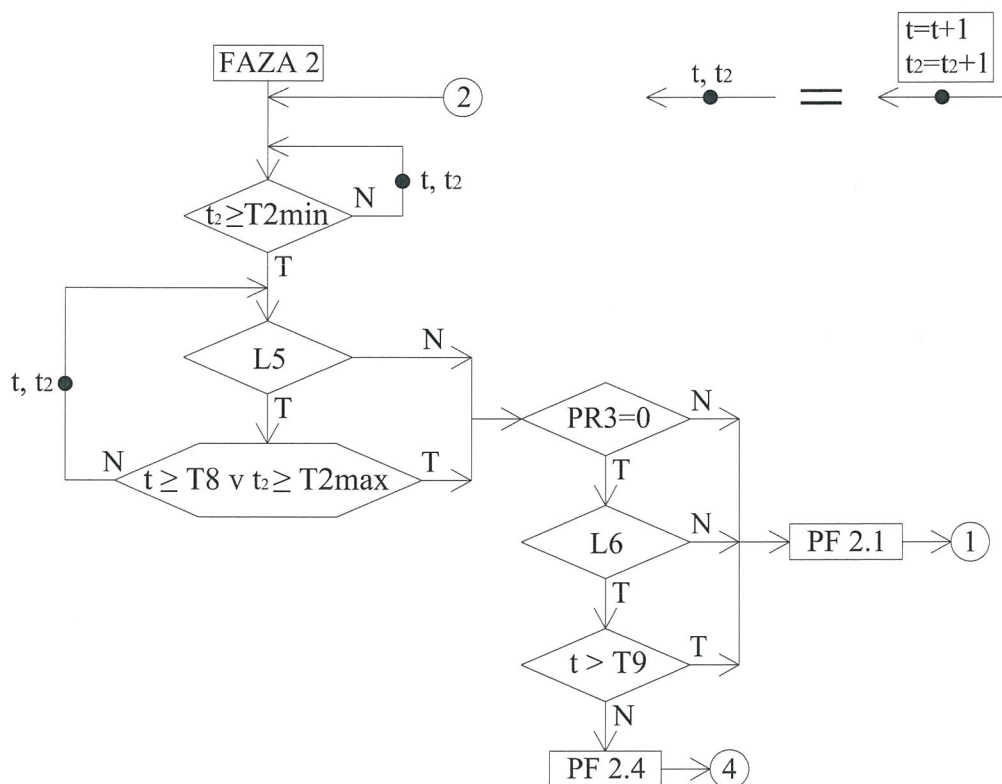 FAZA 2
2
t, t2
=
t=t+1
t2=t2+1
t, t2
N
t2 ≥T2min
T
L5
N
t, t2
T
N
t ≥ T8 v t2 ≥ T2max
T
PR3=0
N
T
L6
N
PF 2.1
1
T
t > T9
T
N
PF 2.4
4